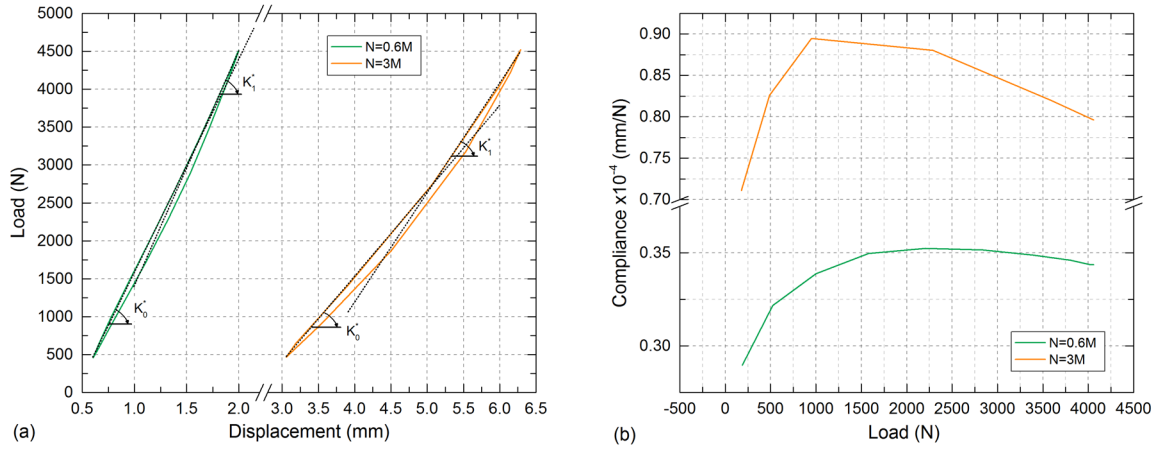 5000
4500
4000
3500
3000
2500
2000
1500
1000
500
0
Load (N)
N=0.6M
N=3M
K*1
K*1
K*0
K*0
0.5 1.0 1.5 2.0 3.0 3.5 4.0 4.5 5.0 5.5 6.0 6.5
(a) Displacement (mm)
0.90
0.85
0.80
0.75
0.70
0.35
0.30
Compliance x10-4 (mm/N)
N=0.6M
N=3M
-500 0 500 1000 1500 2000 2500 3000 3500 4000 4500
(b) Load (N)